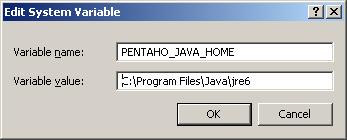 Edit System Variable
Variable name: PENTAHO_JAVA_HOME
Variable value: C:\Program Files\Java\jre6
OK Cancel